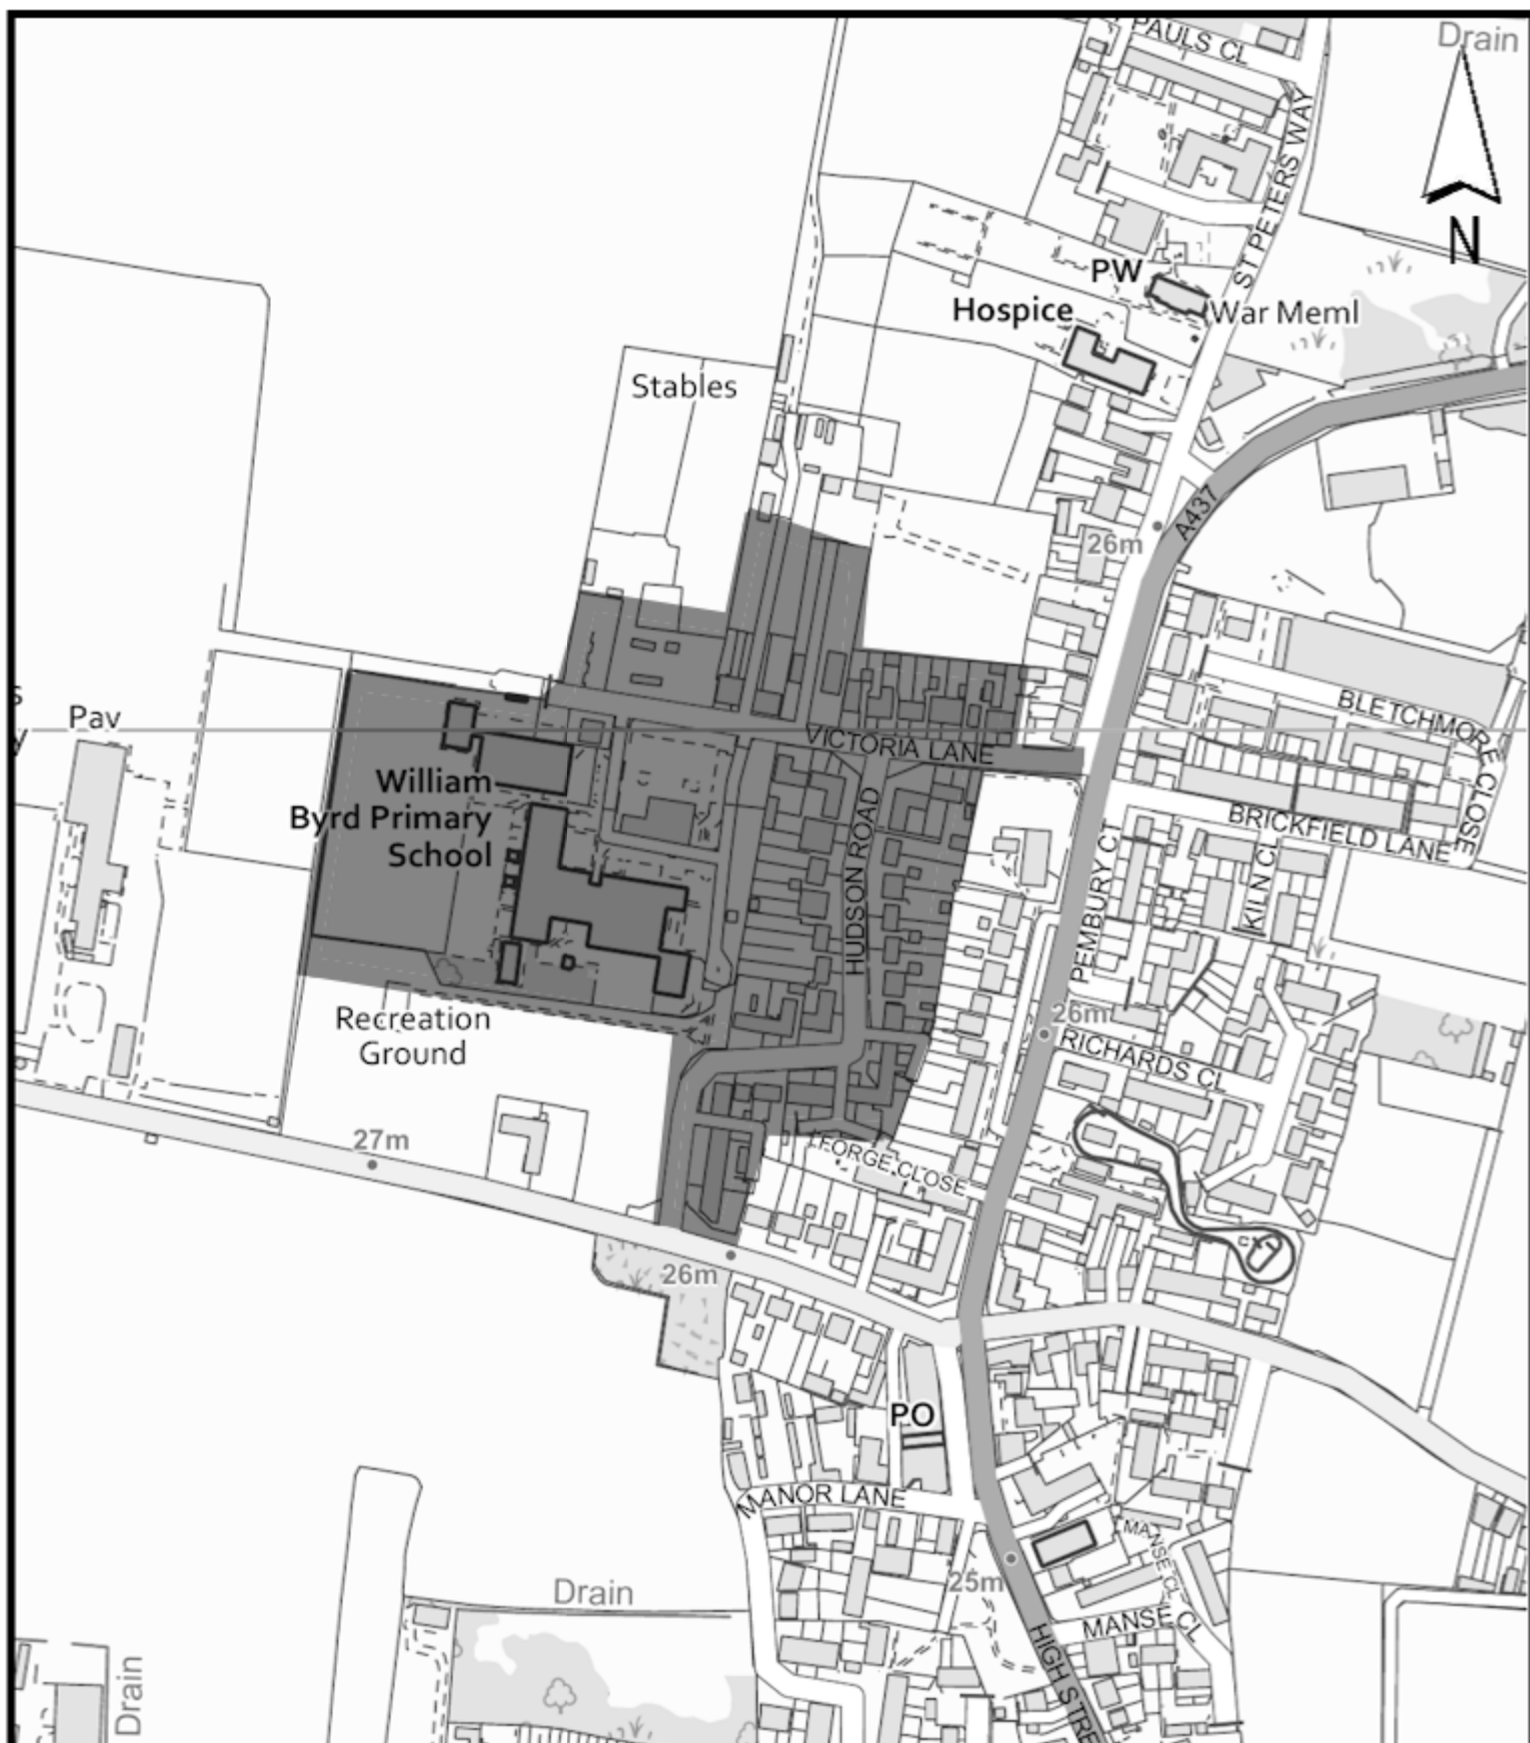 PAULS CL
Drain
ST PETERS WAY
N
PW
Hospice
War Meml
Stables
A437
26m
BLETCHMORE CLOSE
Pav
VICTORIA LANE
William
Byrd Primary
School
BRICKFIELD LANE
HUDSON ROAD
KILN CL
PEMBURY CT
26m
Recreation
Ground
RICHARDS CL
27m
FORGE CLOSE
26m
PO
MANOR LANE
MANSE CL
25m
Drain
MANSE CL
HIGH STRE
Drain